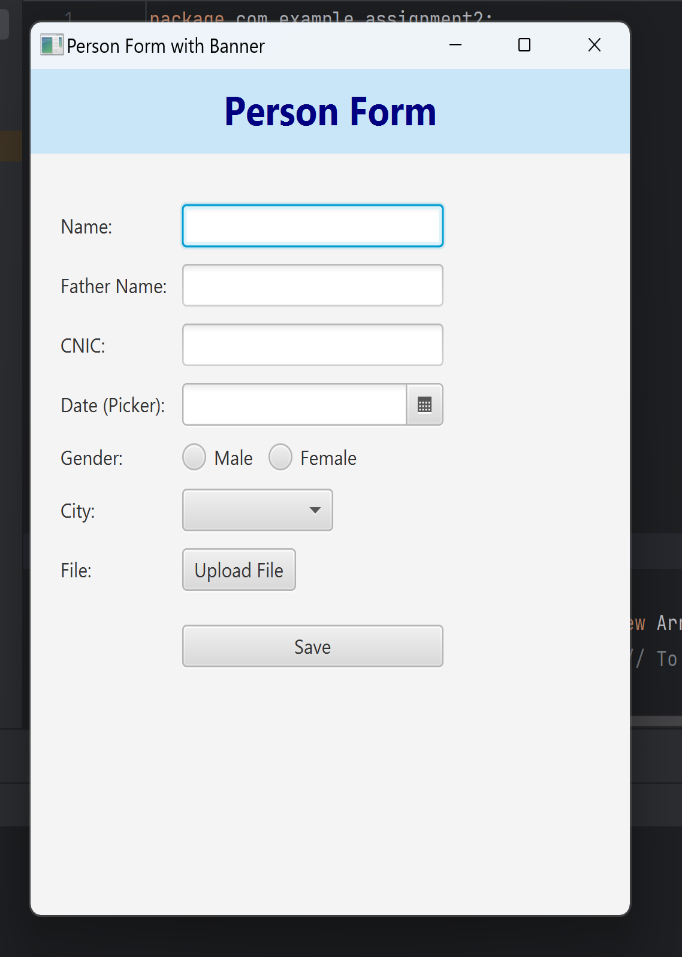 1 package com.example.assignment2;
Person Form with Banner
Person Form
Name:
Father Name:
CNIC:
Date (Picker):
Gender: Male Female
City:
File: Upload File
ew Arr
// To
Save